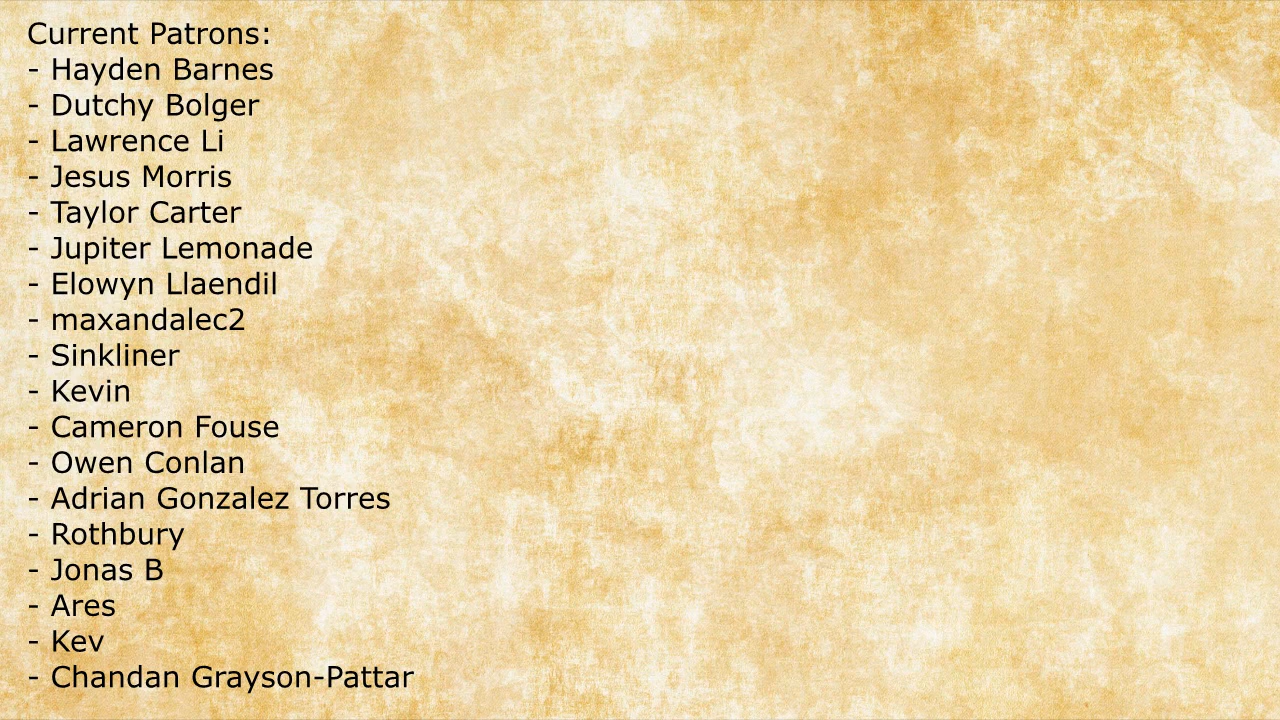 Current Patrons:
- Hayden Barnes
- Dutchy Bolger
- Lawrence Li
- Jesus Morris
- Taylor Carter
- Jupiter Lemonade
- Elowyn Llaendil
- maxandalec2
- Sinkliner
- Kevin
- Cameron Fouse
- Owen Conlan
- Adrian Gonzalez Torres
- Rothbury
- Jonas B
- Ares
- Kev
- Chandan Grayson-Pattar